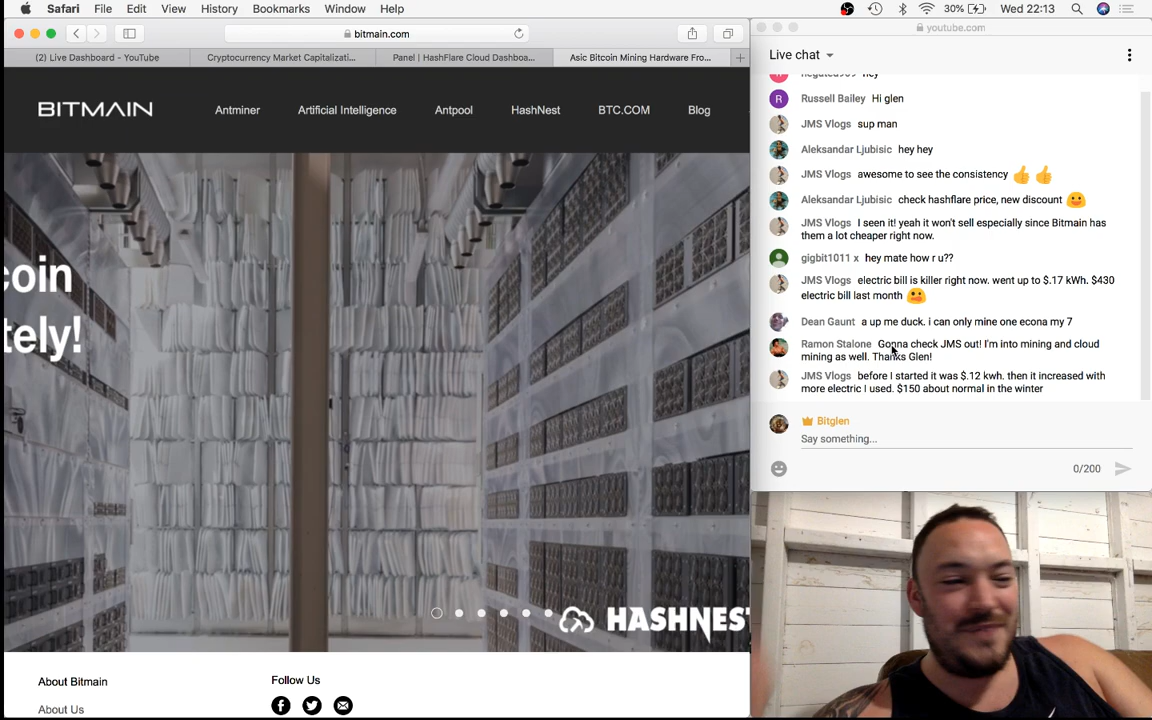 Safari File Edit View History Bookmarks Window Help 30% Wed 22:13
bitmain.com
youtube.com
(2) Live Dashboard - YouTube
Cryptocurrency Market Capitalizati...
Panel | HashFlare Cloud Dashboa...
Asic Bitcoin Mining Hardware Fro...
Live chat
BITMAIN
Antminer
Artificial Intelligence
Antpool
HashNest
BTC.COM
Blog
hey
Russell Bailey Hi glen
JMS Vlogs sup man
Aleksandar Ljubisic hey hey
JMS Vlogs awesome to see the consistency 👍 👍
Aleksandar Ljubisic check hashflare price, new discount 😀
JMS Vlogs I seen it! yeah it won't sell especially since Bitmain has
them a lot cheaper right now.
gigbit1011 x hey mate how r u??
JMS Vlogs electric bill is killer right now. went up to $.17 kWh. $430
electric bill last month
Dean Gaunt a up me duck. i can only mine one econa my 7
Ramon Stalone Gonna check JMS out! I'm into mining and cloud
mining as well. Thanks Glen!
JMS Vlogs before I started it was $.12 kwh. then it increased with
more electric I used. $150 about normal in the winter
Bitglen
Say something...
0/200
coin
tely!
HASHNEST
About Bitmain
Follow Us
About Us